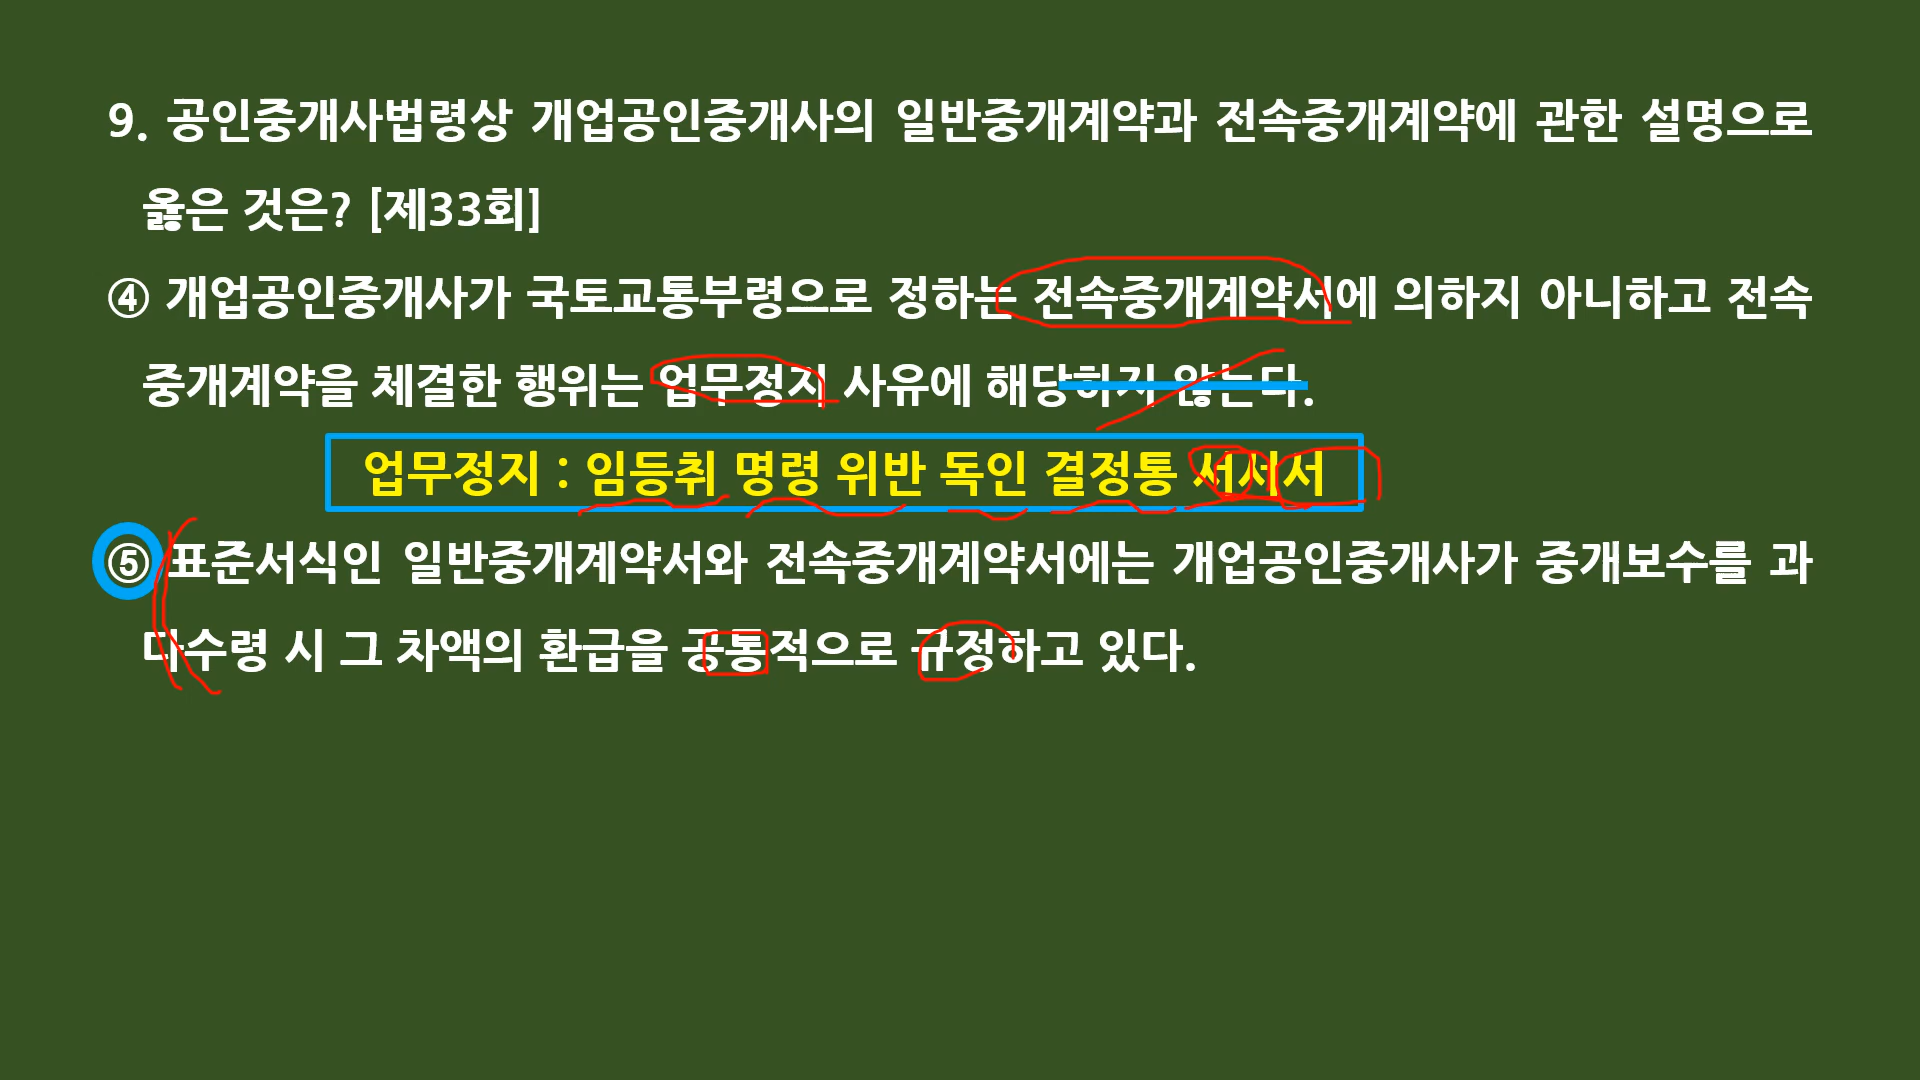 9. 공인중개사법령상 개업공인중개사의 일반중개계약과 전속중개계약에 관한 설명으로
옳은 것은? [제33회]
④ 개업공인중개사가 국토교통부령으로 정하는 전속중개계약서에 의하지 아니하고 전속
중개계약을 체결한 행위는 업무정지 사유에 해당하지 않는다.
업무정지 : 임등취 명령 위반 독인 결정통 서서서
⑤ 표준서식인 일반중개계약서와 전속중개계약서에는 개업공인중개사가 중개보수를 과
다수령 시 그 차액의 환급을 공통적으로 규정하고 있다.